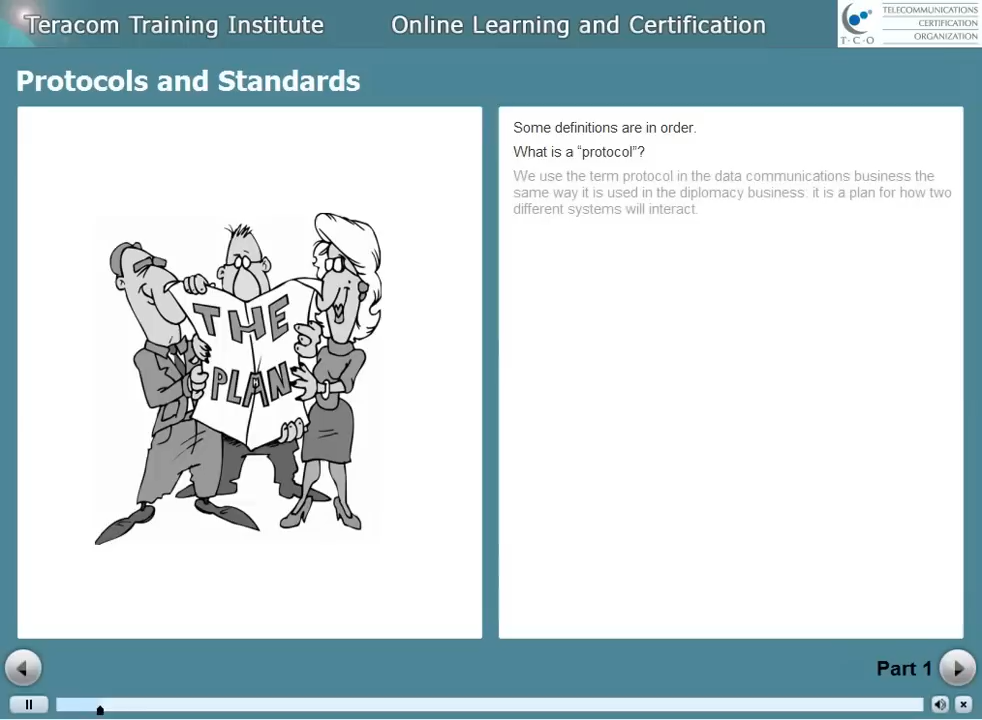 Teracom Training Institute
Online Learning and Certification
TELECOMMUNICATIONS
CERTIFICATION
ORGANIZATION
T·C·O
Protocols and Standards
Some definitions are in order.
What is a “protocol”?
We use the term protocol in the data communications business the
same way it is used in the diplomacy business: it is a plan for how two
different systems will interact.
THE
PLAN
Part 1